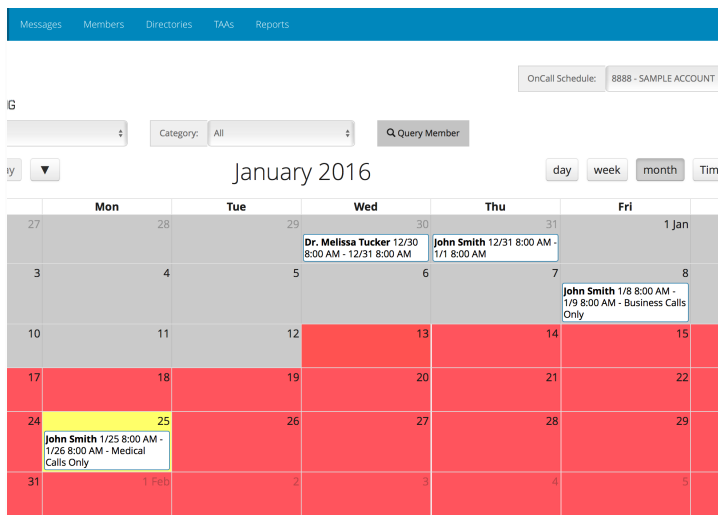 Messages Members Directories TAAs Reports
OnCall Schedule: 8888 - SAMPLE ACCOUNT
G
Category: All Query Member
ay ▼ January 2016 day week month Tim
Mon Tue Wed Thu Fri
27 28 29 30 31 1 Jan
Dr. Melissa Tucker 12/30 John Smith 12/31 8:00 AM -
8:00 AM - 12/31 8:00 AM 1/1 8:00 AM
3 4 5 6 7 8
John Smith 1/8 8:00 AM -
1/9 8:00 AM - Business Calls
Only
10 11 12 13 14 15
17 18 19 20 21 22
24 25 26 27 28 29
John Smith 1/25 8:00 AM -
1/26 8:00 AM - Medical
Calls Only
31 1 Feb 2 3 4 5